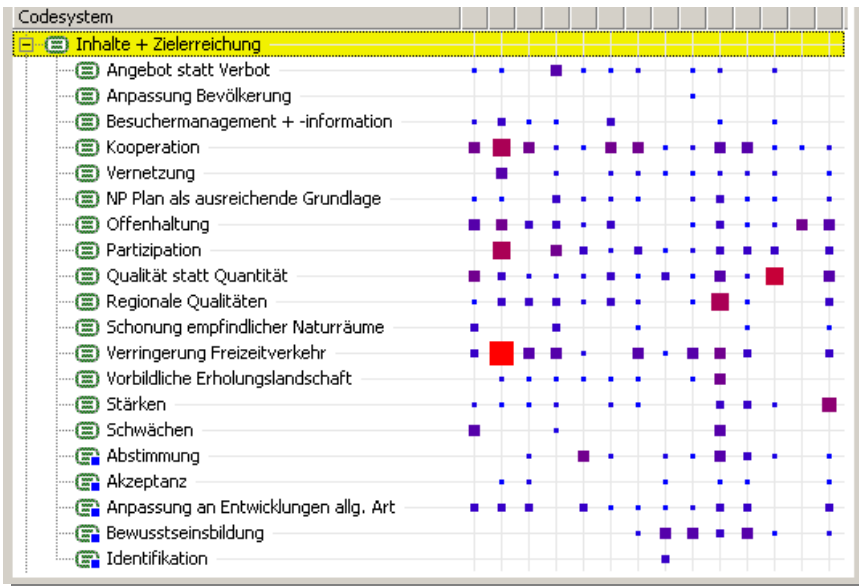 Codesystem
Inhalte + Zielerreichung
Angebot statt Verbot
Anpassung Bevölkerung
Besuchermanagement + -information
Kooperation
Vernetzung
NP Plan als ausreichende Grundlage
Offenhaltung
Partizipation
Qualität statt Quantität
Regionale Qualitäten
Schonung empfindlicher Naturräume
Verringerung Freizeitverkehr
Vorbildliche Erholungslandschaft
Stärken
Schwächen
Abstimmung
Akzeptanz
Anpassung an Entwicklungen allg. Art
Bewusstseinsbildung
Identifikation